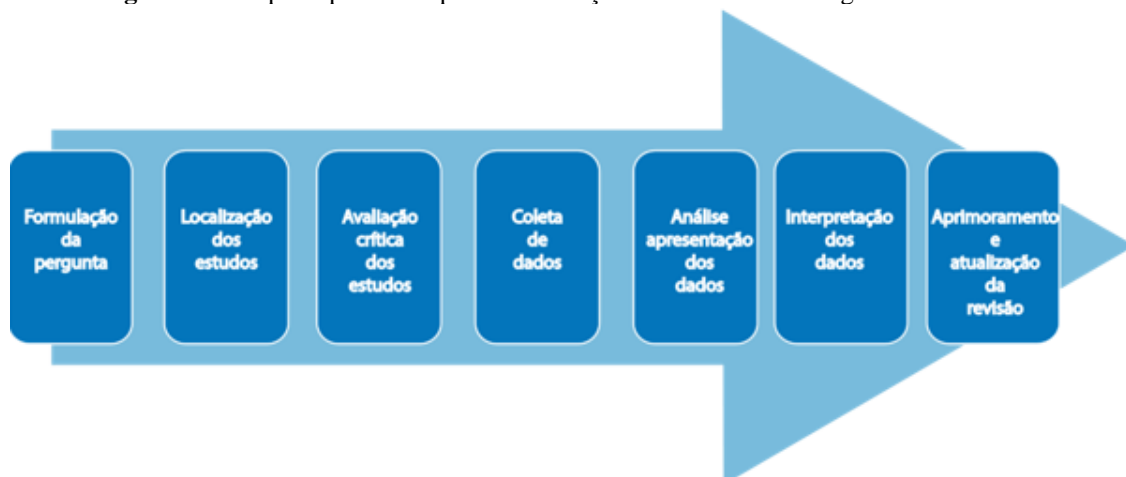 Formulação
da
pergunta
Localização
dos
estudos
Avaliação
crítica
dos
estudos
Coleta
de
dados
Análise
apresentação
dos
dados
Interpretação
dos
dados
Aprimoramento
e
atualização
da
revisão